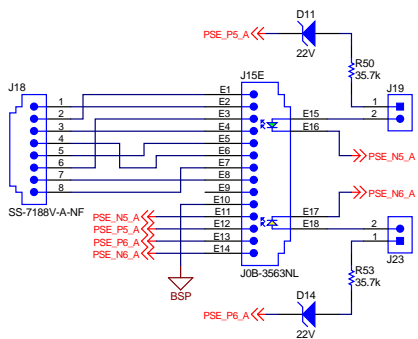 D11
PSE_P5_A
22V
R50
35.7k
J18
J15E
J19
1
2
3
4
5
6
7
8
E1
E2
E3
E4
E5
E6
E7
E8
E9
E10
E11
E12
E13
E14
E15
E16
1
2
PSE_N5_A
PSE_N6_A
SS-7188V-A-NF
PSE_N5_A
PSE_P5_A
PSE_P6_A
PSE_N6_A
E17
E18
2
1
J0B-3563NL
J23
BSP
R53
35.7k
D14
PSE_P6_A
22V